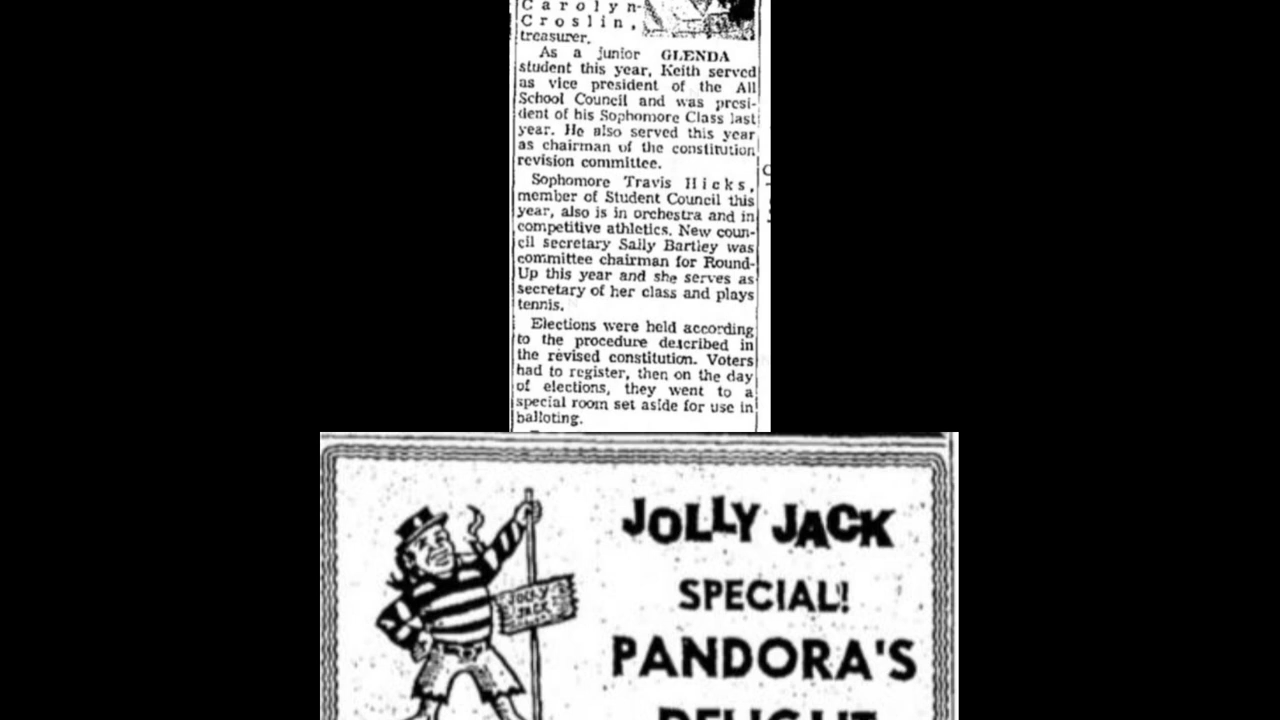 Carolyn-
Croslin,
treasurer.
As a junior GLENDA
student this year, Keith served
as vice president of the All
School Council and was presi-
dent of his Sophomore Class last
year. He also served this year
as chairman of the constitution
revision committee.
Sophomore Travis Hicks,
member of Student Council this
year, also is in orchestra and in
competitive athletics. New coun-
cil secretary Sally Bartley was
committee chairman for Round-
Up this year and she serves as
secretary of her class and plays
tennis.
Elections were held according
to the procedure described in
the revised constitution. Voters
had to register, then on the day
of elections, they went to a
special room set aside for use in
balloting.
JOLLY JACK
SPECIAL!
JOLLY
JACK
PANDORA'S
DELIGHT